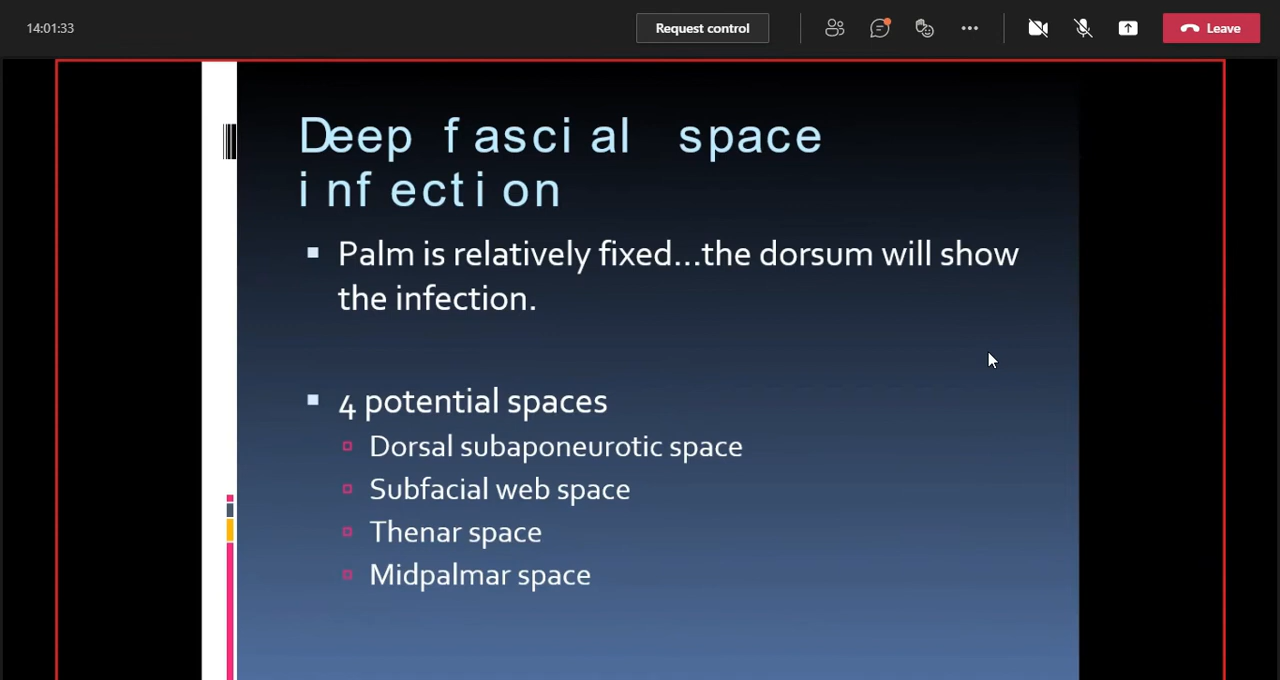 14:01:33
Request control
Leave
Deep fascial space
infection
Palm is relatively fixed...the dorsum will show
the infection.
4 potential spaces
Dorsal subaponeurotic space
Subfacial web space
Thenar space
Midpalmar space